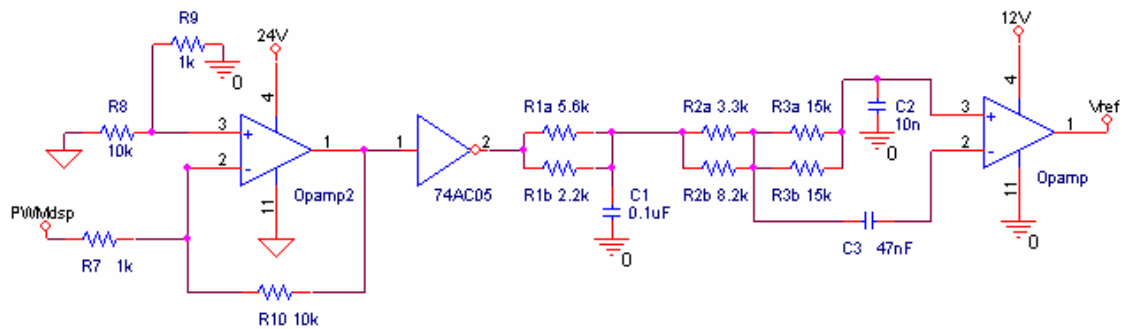 R9
1k
0
24V
4
R8
10k
3
+
2
-
1
11
Opamp2
PWMdsp
R7 1k
R10 10k
1
2
74AC05
R1a 5.6k
R1b 2.2k
C1
0.1uF
0
R2a 3.3k
R2b 8.2k
R3a 15k
R3b 15k
C3 47nF
C2
10n
0
12V
4
3
+
2
-
1
11
Opamp
0
Vref